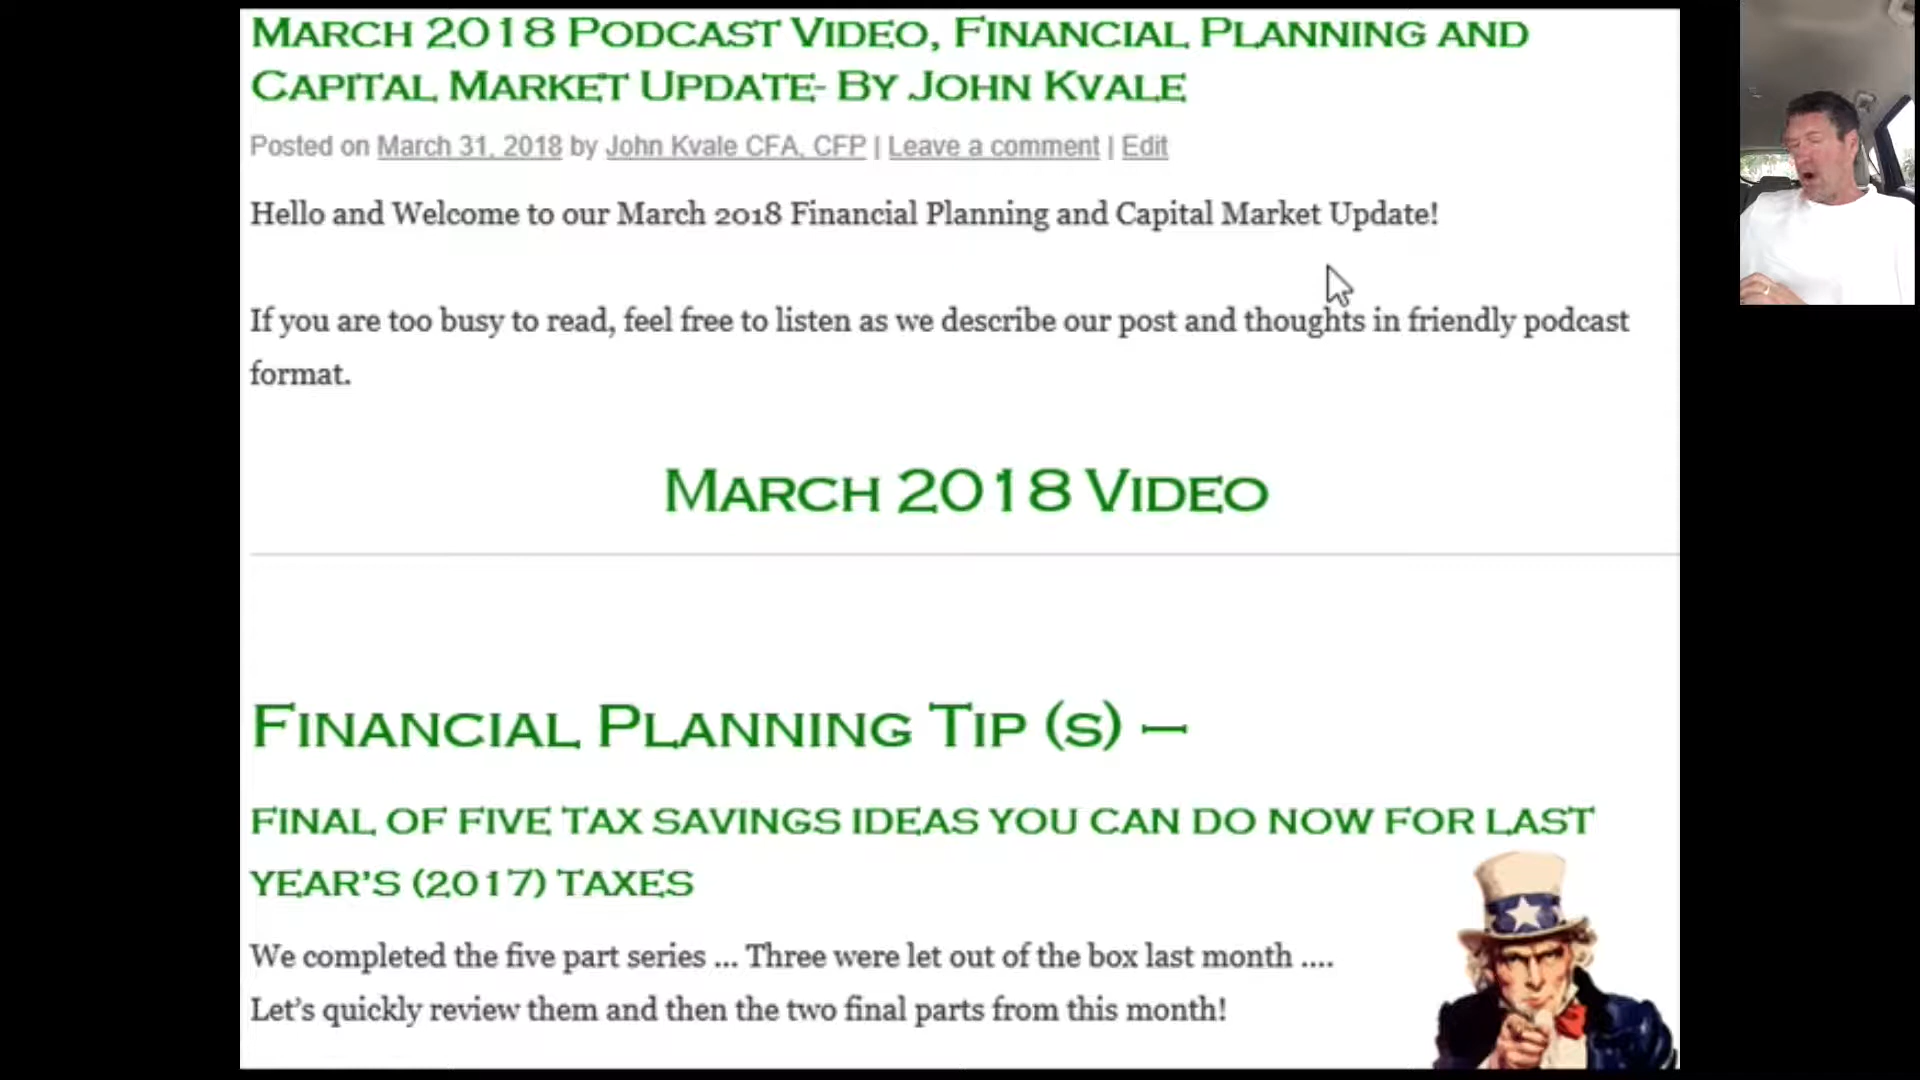 MARCH 2018 PODCAST VIDEO, FINANCIAL PLANNING AND
CAPITAL MARKET UPDATE- BY JOHN KVALE
Posted on March 31, 2018 by John Kvale CFA, CFP | Leave a comment | Edit
Hello and Welcome to our March 2018 Financial Planning and Capital Market Update!
If you are too busy to read, feel free to listen as we describe our post and thoughts in friendly podcast
format.
MARCH 2018 VIDEO
FINANCIAL PLANNING TIP (S) –
FINAL OF FIVE TAX SAVINGS IDEAS YOU CAN DO NOW FOR LAST
YEAR'S (2017) TAXES
We completed the five part series ... Three were let out of the box last month ....
Let's quickly review them and then the two final parts from this month!